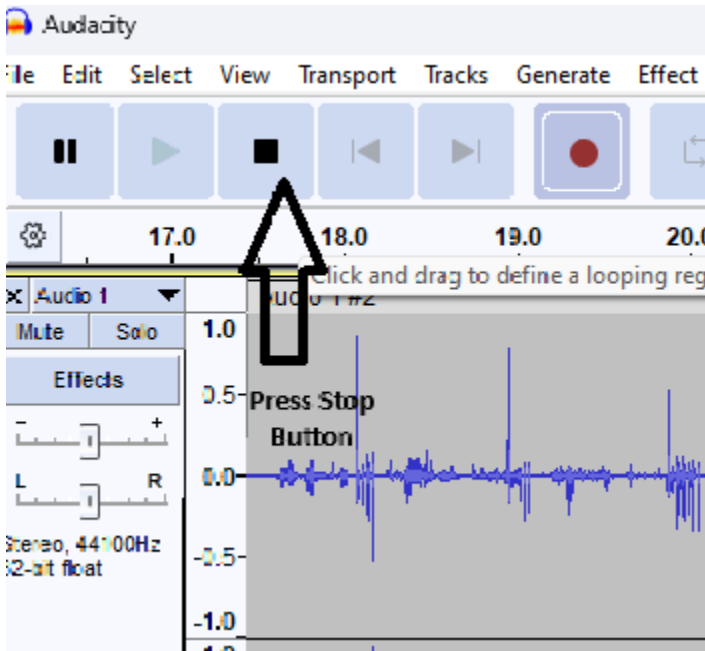 Audacity
File Edit Select View Transport Tracks Generate Effect
17.0 18.0 19.0 20.0
Click and drag to define a looping reg
Audio 1 Audio 1 #2
Mute Solo
Effects
- +
L R
Stereo, 44100Hz
32-bit float
1.0
0.5
0.0
-0.5
-1.0
1.0
Press Stop
Button